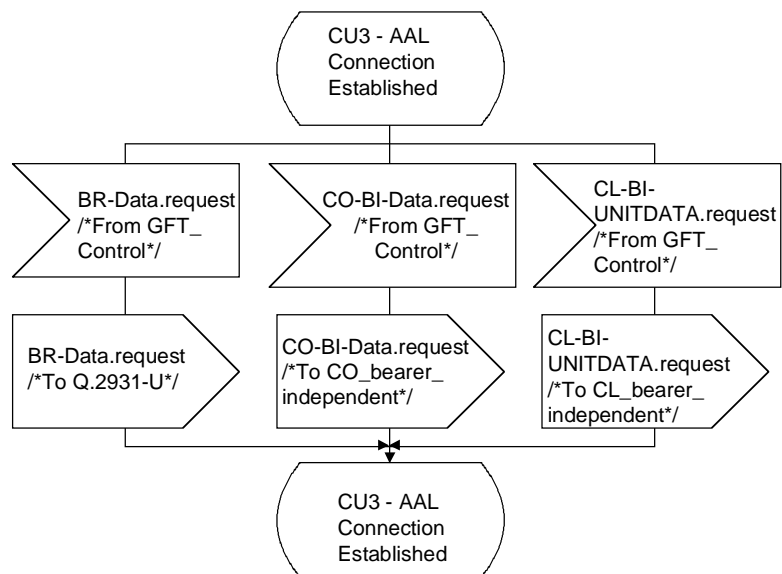 CU3 - AAL
Connection
Established
BR-Data.request
/*From GFT_
Control*/
CO-BI-Data.request
/*From GFT_
Control*/
CL-BI-
UNITDATA.request
/*From GFT_
Control*/
BR-Data.request
/*To Q.2931-U*/
CO-BI-Data.request
/*To CO_bearer_
independent*/
CL-BI-
UNITDATA.request
/*To CL_bearer_
independent*/
CU3 - AAL
Connection
Established